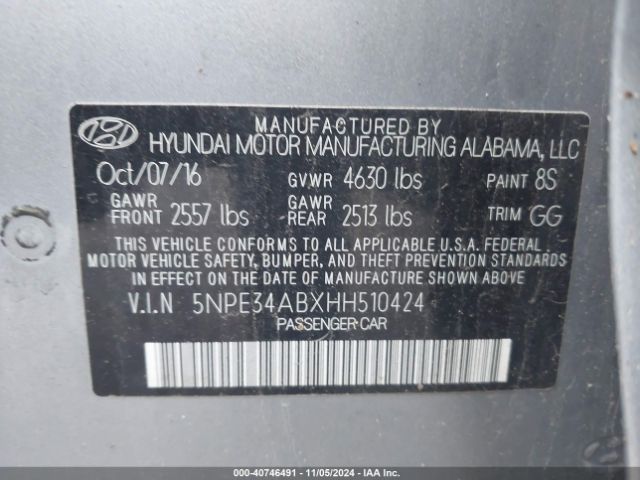 MANUFACTURED BY
HYUNDAI MOTOR MANUFACTURING ALABAMA, LLC
Oct/07/16 GVWR 4630 lbs PAINT 8S
GAWR FRONT 2557 lbs GAWR REAR 2513 lbs TRIM GG
THIS VEHICLE CONFORMS TO ALL APPLICABLE U.S.A. FEDERAL
MOTOR VEHICLE SAFETY, BUMPER, AND THEFT PREVENTION STANDARDS
IN EFFECT ON THE DATE OF MANUFACTURE SHOWN ABOVE.
V.I.N 5NPE34ABXHH510424
PASSENGER CAR
© - 40746491 - 11/05/2024 - IAA Inc.